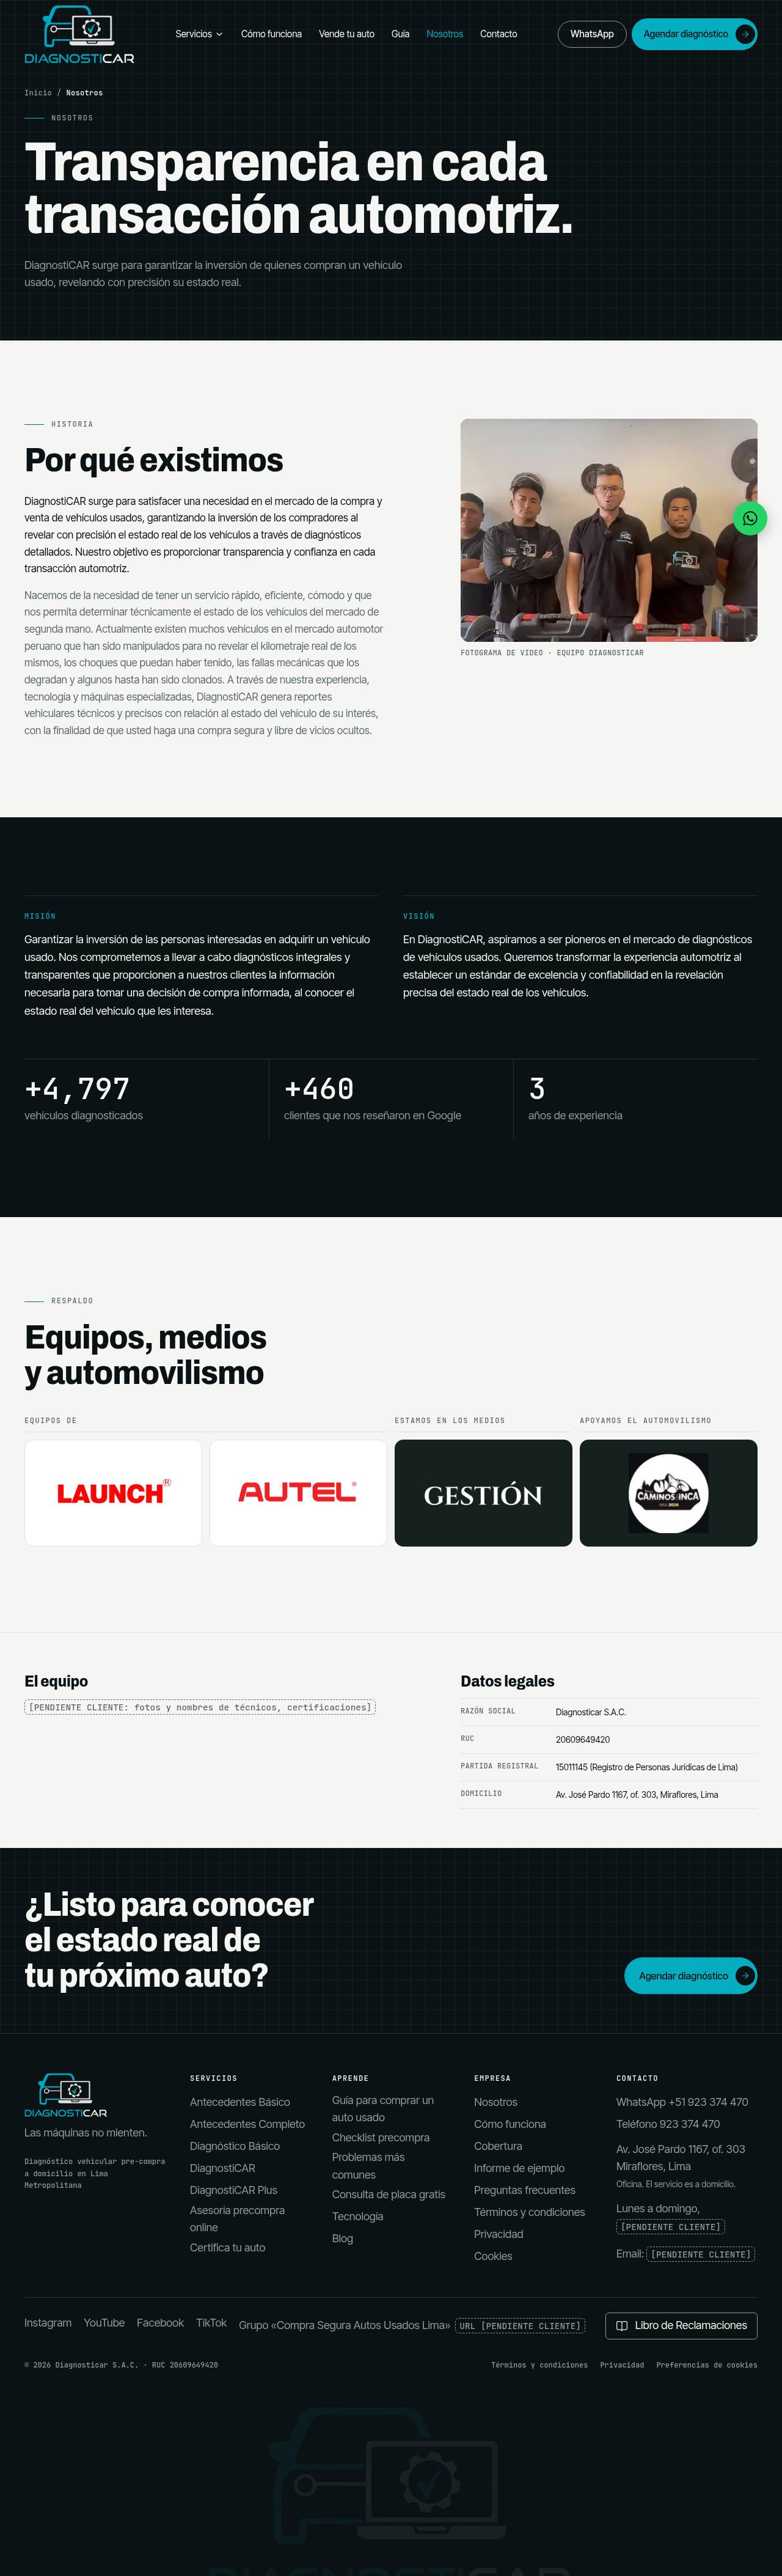 DIAGNOSTICAR
Servicios
Cómo funciona
Vende tu auto
Guía
Nosotros
Contacto
WhatsApp
Agendar diagnóstico
Inicio / Nosotros
NOSOTROS
Transparencia en cada
transacción automotriz.
DiagnostiCAR surge para garantizar la inversión de quienes compran un vehículo
usado, revelando con precisión su estado real.
HISTORIA
Por qué existimos
DiagnostiCAR surge para satisfacer una necesidad en el mercado de la compra y
venta de vehículos usados, garantizando la inversión de los compradores al
revelar con precisión el estado real de los vehículos a través de diagnósticos
detallados. Nuestro objetivo es proporcionar transparencia y confianza en cada
transacción automotriz.
Nacemos de la necesidad de tener un servicio rápido, eficiente, cómodo y que
nos permita determinar técnicamente el estado de los vehículos del mercado de
segunda mano. Actualmente existen muchos vehículos en el mercado automotor
peruano que han sido manipulados para no revelar el kilometraje real de los
mismos, los choques que puedan haber tenido, las fallas mecánicas que los
degradan y algunos hasta han sido clonados. A través de nuestra experiencia,
tecnología y máquinas especializadas, DiagnostiCAR genera reportes
vehiculares técnicos y precisos con relación al estado del vehículo de su interés,
con la finalidad de que usted haga una compra segura y libre de vicios ocultos.
FOTOGRAMA DE VIDEO · EQUIPO DIAGNOSTICAR
MISIÓN
Garantizar la inversión de las personas interesadas en adquirir un vehículo
usado. Nos comprometemos a llevar a cabo diagnósticos integrales y
transparentes que proporcionen a nuestros clientes la información
necesaria para tomar una decisión de compra informada, al conocer el
estado real del vehículo que les interesa.
VISIÓN
En DiagnostiCAR, aspiramos a ser pioneros en el mercado de diagnósticos
de vehículos usados. Queremos transformar la experiencia automotriz al
establecer un estándar de excelencia y confiabilidad en la revelación
precisa del estado real de los vehículos.
+4,797
vehículos diagnosticados
+460
clientes que nos reseñaron en Google
3
años de experiencia
RESPALDO
Equipos, medios
y automovilismo
EQUIPOS DE
LAUNCH®
AUTEL®
ESTAMOS EN LOS MEDIOS
GESTIÓN
APOYAMOS EL AUTOMOVILISMO
CAMINOS INCA
2026
El equipo
[PENDIENTE CLIENTE: fotos y nombres de técnicos, certificaciones]
Datos legales
RAZÓN SOCIAL Diagnosticar S.A.C.
RUC 20609649420
PARTIDA REGISTRAL 15011145 (Registro de Personas Jurídicas de Lima)
DOMICILIO Av. José Pardo 1167, of. 303, Miraflores, Lima
¿Listo para conocer
el estado real de
tu próximo auto?
Agendar diagnóstico
DIAGNOSTICAR
Las máquinas no mienten.
Diagnóstico vehicular pre-compra
a domicilio en Lima
Metropolitana
SERVICIOS
Antecedentes Básico
Antecedentes Completo
Diagnóstico Básico
DiagnostiCAR
DiagnostiCAR Plus
Asesoría precompra
online
Certifica tu auto
APRENDE
Guía para comprar un
auto usado
Checklist precompra
Problemas más
comunes
Consulta de placa gratis
Tecnología
Blog
EMPRESA
Nosotros
Cómo funciona
Cobertura
Informe de ejemplo
Preguntas frecuentes
Términos y condiciones
Privacidad
Cookies
CONTACTO
WhatsApp +51 923 374 470
Teléfono 923 374 470
Av. José Pardo 1167, of. 303
Miraflores, Lima
Oficina. El servicio es a domicilio.
Lunes a domingo,
[PENDIENTE CLIENTE]
Email: [PENDIENTE CLIENTE]
Instagram
YouTube
Facebook
TikTok
Grupo «Compra Segura Autos Usados Lima» URL [PENDIENTE CLIENTE]
Libro de Reclamaciones
© 2026 Diagnosticar S.A.C. · RUC 20609649420
Términos y condiciones
Privacidad
Preferencias de cookies